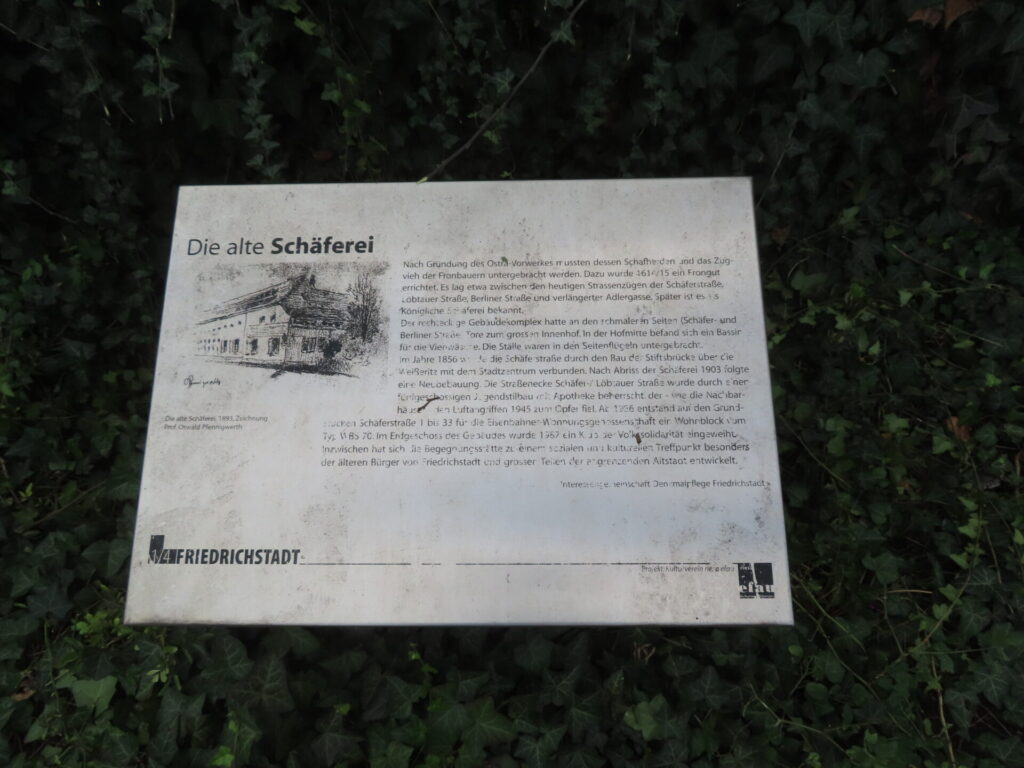 Die alte Schäferei
Nach Gründung des Ostra-Vorwerkes mussten dessen Schafherden und das Zug-
vieh der Fronbauern untergebracht werden. Dazu wurde 1614/15 ein Frongut
errichtet. Es lag etwa zwischen den heutigen Strassenzügen der Schäferstraße,
Löbtauer Straße, Berliner Straße und verlängerter Adlergasse. Später ist es als
Königliche Schäferei bekannt.
Der rechteckige Gebäudekomplex hatte an den schmaleren Seiten (Schäfer- und
Berliner Straße) Tore zum grossen Innenhof. In der Hofmitte befand sich ein Bassin
für die Viehwäsche. Die Ställe waren in den Seitenflügeln untergebracht.
Im Jahre 1856 wurde die Schäferstraße durch den Bau der Stiftsbrücke über die
Weißeritz mit dem Stadtzentrum verbunden. Nach Abriss der Schäferei 1903 folgte
eine Neubebauung. Die Straßenecke Schäfer-/ Löbtauer Straße wurde durch einen
fünfgeschossigen Jugendstilbau mit Apotheke beherrscht, der - wie die Nachbar-
häuser den Luftangriffen 1945 zum Opfer fiel. Ab entstand auf den Grund-
stücken Schäferstraße 1 bis 33 für die Eisenbahner-Wohnungsgenossenschaft ein Wohnblock vom
Typ WBS 70. Im Erdgeschoss des Gebäudes wurde ein Klub der Volkssolidarität eingeweiht.
Inzwischen hat sich die Begegnungsstätte zu einem sozialen und kulturellen Treffpunkt besonders
der älteren Bürger von Friedrichstadt und grosser Teilen der angrenzenden Altstadt entwickelt.
Interessengemeinschaft Denkmalpflege Friedrichstadt
Die alte Schäferei 1893, Zeichnung
Prof. Oswald Pfennigwerth
1/4 FRIEDRICHSTADT
Projekt: Kulturverein riesa efau
riesa
efau